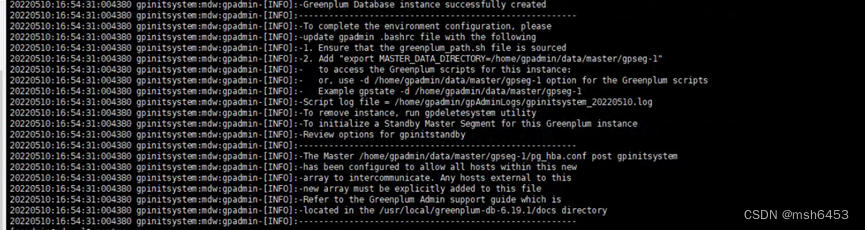 20220510:16:54:31:004380 gpinitsystem:mdw:gpadmin-[INFO]:-Greenplum Database instance successfully created
20220510:16:54:31:004380 gpinitsystem:mdw:gpadmin-[INFO]:-------------------------------------------------------
20220510:16:54:31:004380 gpinitsystem:mdw:gpadmin-[INFO]:-To complete the environment configuration, please
20220510:16:54:31:004380 gpinitsystem:mdw:gpadmin-[INFO]:-update gpadmin .bashrc file with the following
20220510:16:54:31:004380 gpinitsystem:mdw:gpadmin-[INFO]:-1. Ensure that the greenplum_path.sh file is sourced
20220510:16:54:31:004380 gpinitsystem:mdw:gpadmin-[INFO]:-2. Add "export MASTER_DATA_DIRECTORY=/home/gpadmin/data/master/gpseg-1"
20220510:16:54:31:004380 gpinitsystem:mdw:gpadmin-[INFO]:-   to access the Greenplum scripts for this instance:
20220510:16:54:31:004380 gpinitsystem:mdw:gpadmin-[INFO]:-   or, use -d /home/gpadmin/data/master/gpseg-1 option for the Greenplum scripts
20220510:16:54:31:004380 gpinitsystem:mdw:gpadmin-[INFO]:-   Example gpstate -d /home/gpadmin/data/master/gpseg-1
20220510:16:54:31:004380 gpinitsystem:mdw:gpadmin-[INFO]:-Script log file = /home/gpadmin/gpAdminLogs/gpinitsystem_20220510.log
20220510:16:54:31:004380 gpinitsystem:mdw:gpadmin-[INFO]:-To remove instance, run gpdeletesystem utility
20220510:16:54:31:004380 gpinitsystem:mdw:gpadmin-[INFO]:-To initialize a Standby Master Segment for this Greenplum instance
20220510:16:54:31:004380 gpinitsystem:mdw:gpadmin-[INFO]:-Review options for gpinitstandby
20220510:16:54:31:004380 gpinitsystem:mdw:gpadmin-[INFO]:-------------------------------------------------------
20220510:16:54:31:004380 gpinitsystem:mdw:gpadmin-[INFO]:-The Master /home/gpadmin/data/master/gpseg-1/pg_hba.conf post gpinitsystem
20220510:16:54:31:004380 gpinitsystem:mdw:gpadmin-[INFO]:-has been configured to allow all hosts within this new
20220510:16:54:31:004380 gpinitsystem:mdw:gpadmin-[INFO]:-array to intercommunicate. Any hosts external to this
20220510:16:54:31:004380 gpinitsystem:mdw:gpadmin-[INFO]:-new array must be explicitly added to this file
20220510:16:54:31:004380 gpinitsystem:mdw:gpadmin-[INFO]:-Refer to the Greenplum Admin support guide which is
20220510:16:54:31:004380 gpinitsystem:mdw:gpadmin-[INFO]:-located in the /usr/local/greenplum-db-6.19.1/docs directory
20220510:16:54:31:004380 gpinitsystem:mdw:gpadmin-[INFO]:-------------------------------------------------------
CSDN @msh6453